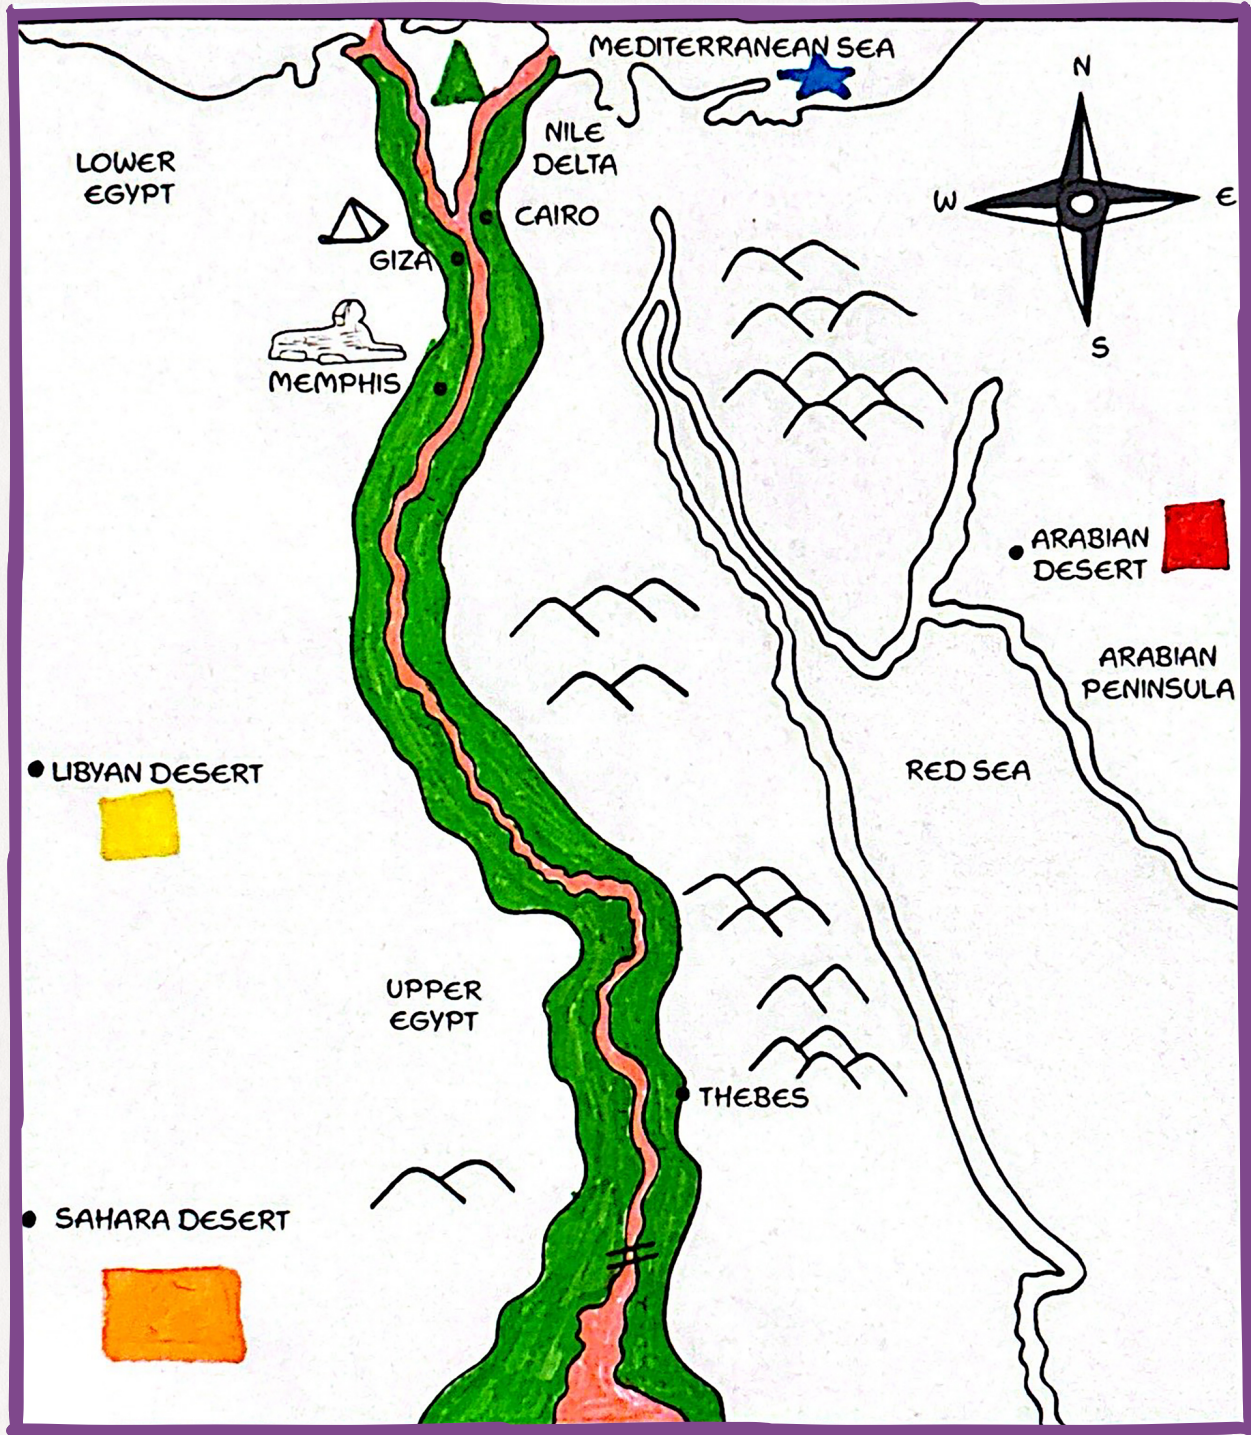 MEDITERRANEAN SEA
N
NILE
DELTA
LOWER
EGYPT
W
E
CAIRO
GIZA
S
MEMPHIS
ARABIAN
DESERT
ARABIAN
PENINSULA
LIBYAN DESERT
RED SEA
UPPER
EGYPT
THEBES
SAHARA DESERT